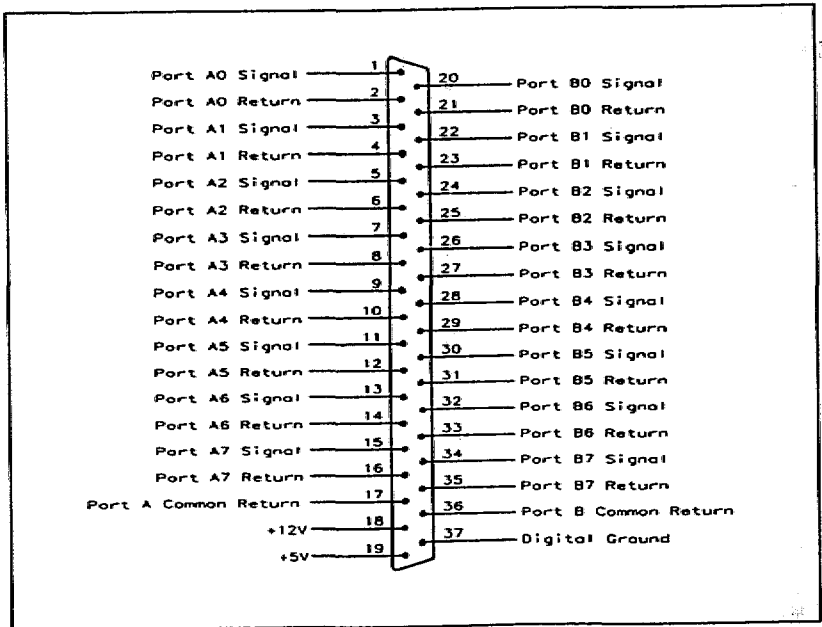 Port A0 Signal 1
Port A0 Return 2
Port A1 Signal 3
Port A1 Return 4
Port A2 Signal 5
Port A2 Return 6
Port A3 Signal 7
Port A3 Return 8
Port A4 Signal 9
Port A4 Return 10
Port A5 Signal 11
Port A5 Return 12
Port A6 Signal 13
Port A6 Return 14
Port A7 Signal 15
Port A7 Return 16
Port A Common Return 17
+12V 18
+5V 19
20 Port B0 Signal
21 Port B0 Return
22 Port B1 Signal
23 Port B1 Return
24 Port B2 Signal
25 Port B2 Return
26 Port B3 Signal
27 Port B3 Return
28 Port B4 Signal
29 Port B4 Return
30 Port B5 Signal
31 Port B5 Return
32 Port B6 Signal
33 Port B6 Return
34 Port B7 Signal
35 Port B7 Return
36 Port B Common Return
37 Digital Ground